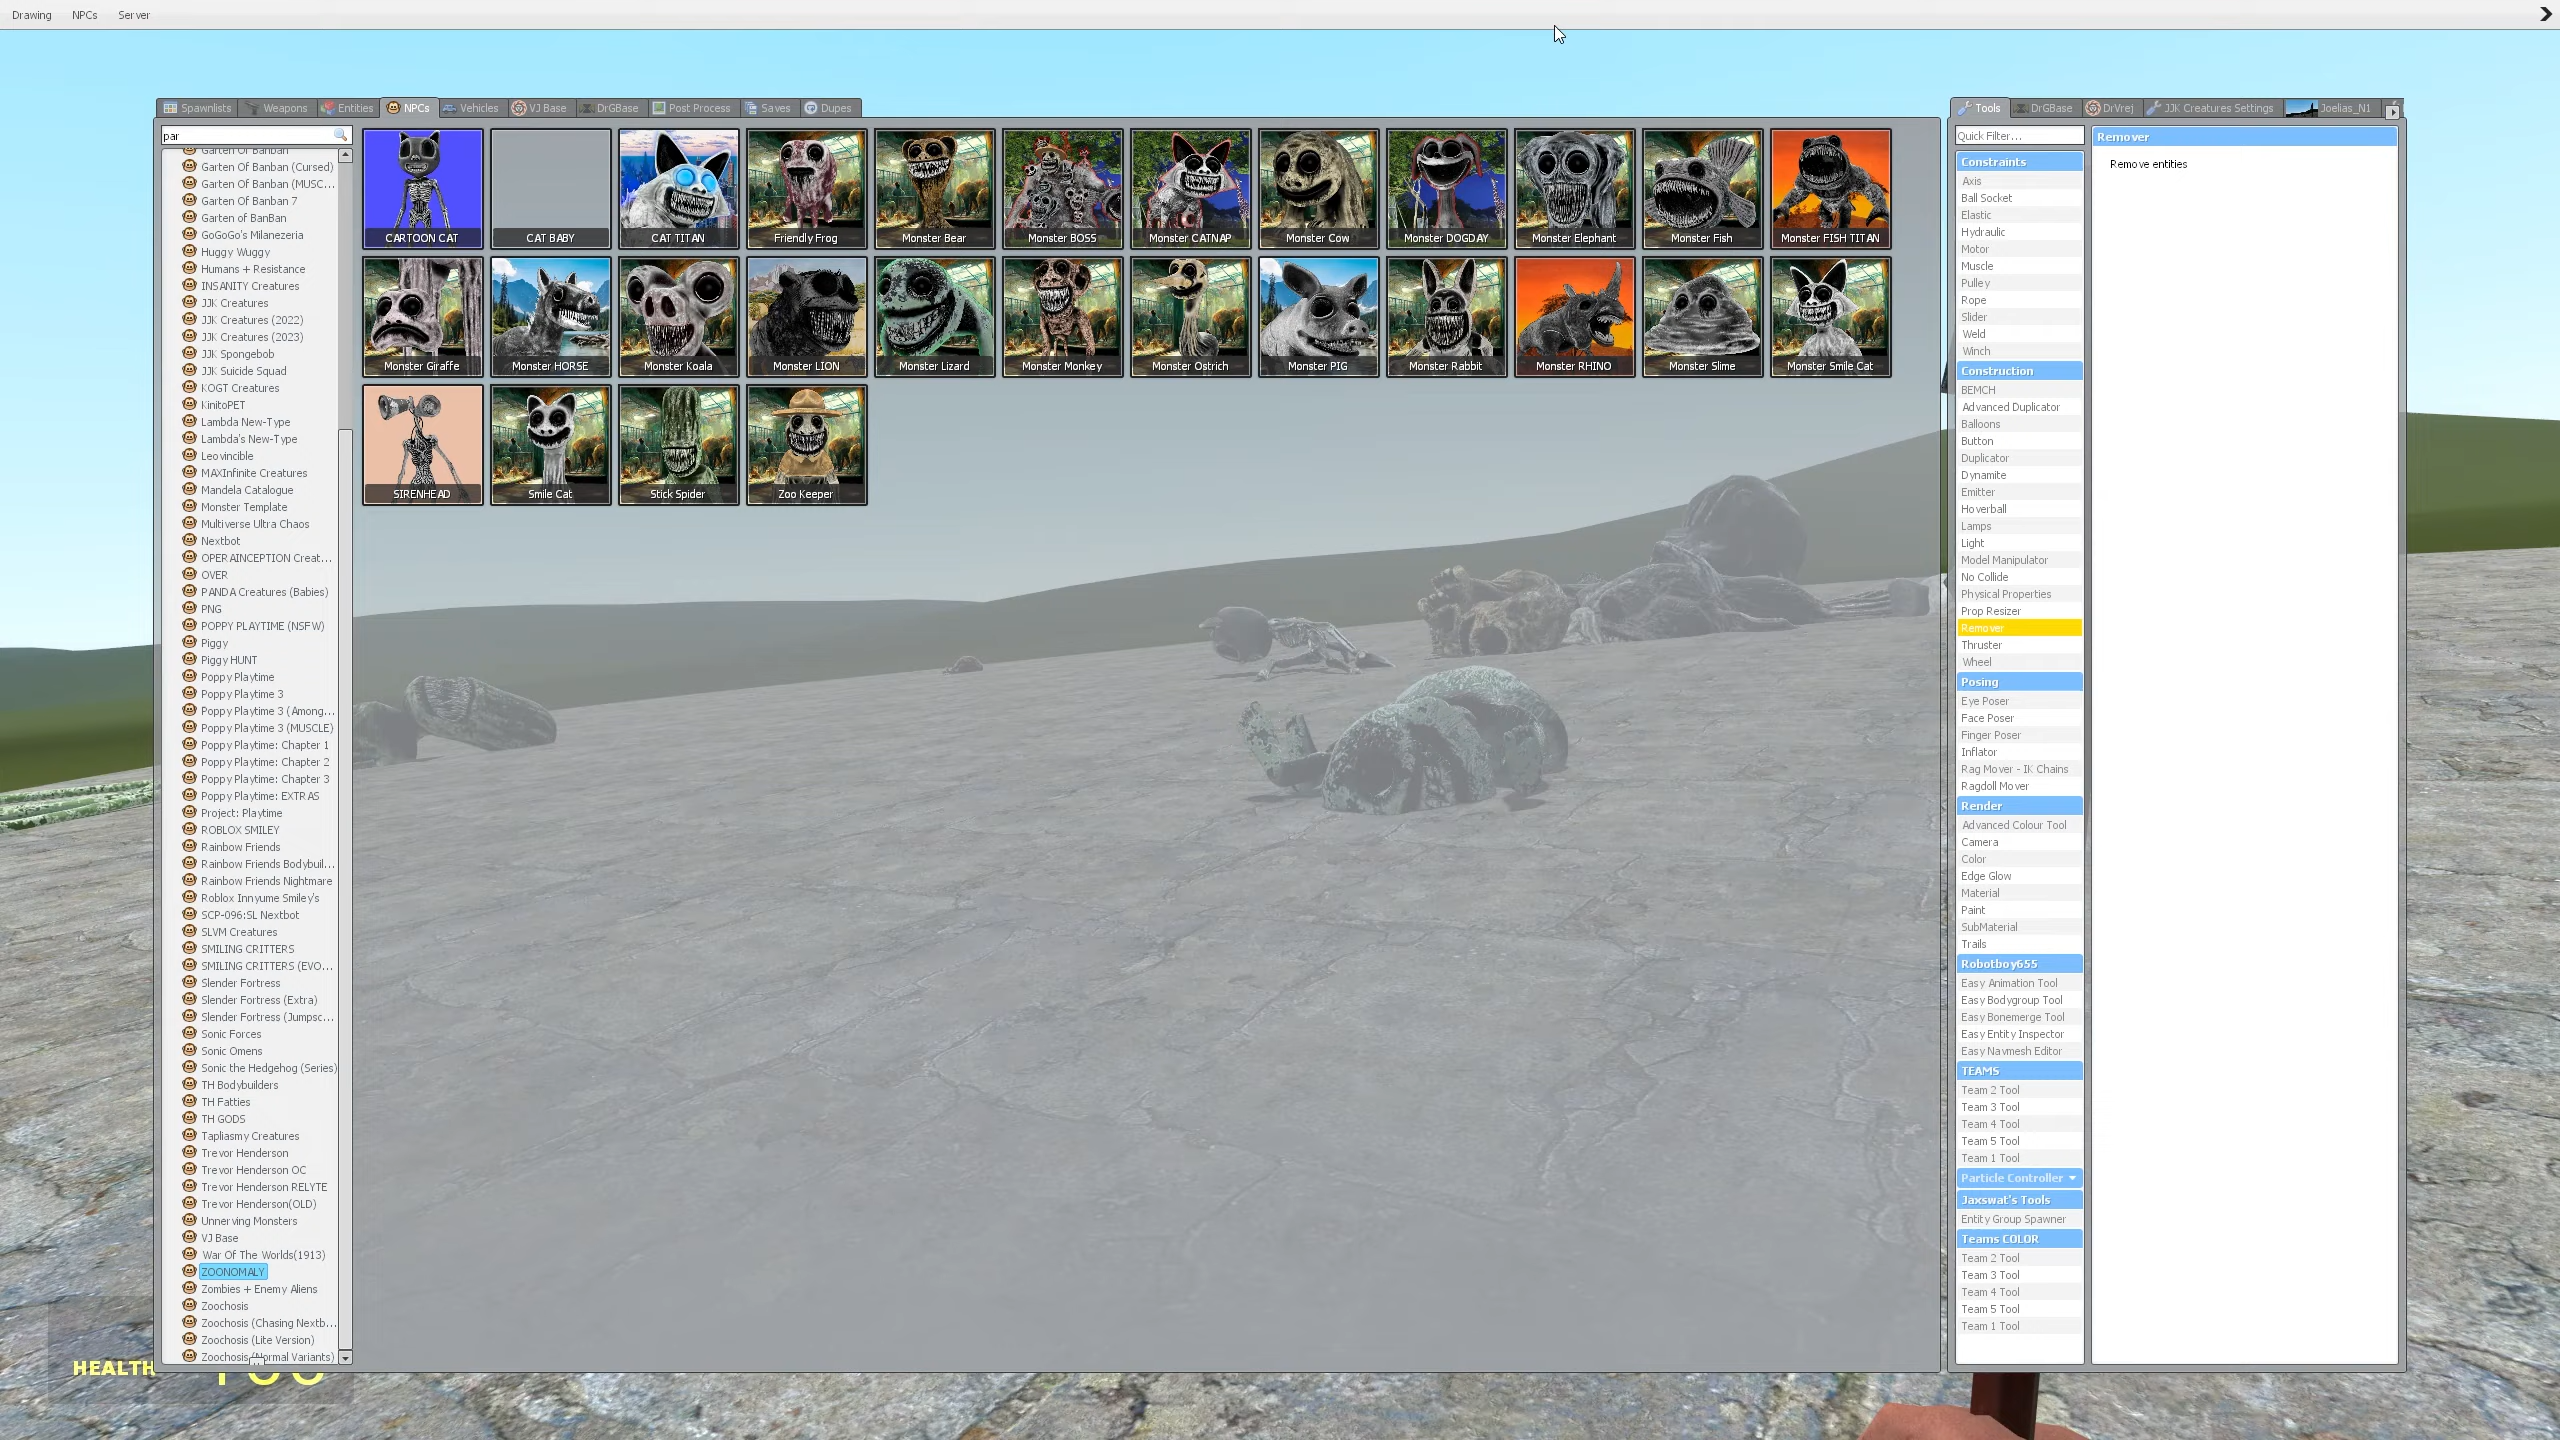 Drawing NPCs Server
Spawnlists Weapons Entities NPCs Vehicles VJ Base DrGBase Post Process Saves Dupes
par
Garten Of Banban
Garten Of Banban (Cursed)
Garten Of Banban (MUSC...
Garten Of Banban 7
Garten of BanBan
GoGoGo's Milanezeria
Huggy Wuggy
Humans + Resistance
INSANITY Creatures
JJK Creatures
JJK Creatures (2022)
JJK Creatures (2023)
JJK Spongebob
JJK Suicide Squad
KOGT Creatures
KinitoPET
Lambda New-Type
Lambda's New-Type
Leovincible
MAXInfinite Creatures
Mandela Catalogue
Monster Template
Multiverse Ultra Chaos
Nextbot
OPERAINCEPTION Creat...
OVER
PANDA Creatures (Babies)
PNG
POPPY PLAYTIME (NSFW)
Piggy
Piggy HUNT
Poppy Playtime
Poppy Playtime 3
Poppy Playtime 3 (Among...
Poppy Playtime 3 (MUSCLE)
Poppy Playtime: Chapter 1
Poppy Playtime: Chapter 2
Poppy Playtime: Chapter 3
Poppy Playtime: EXTRAS
Project: Playtime
ROBLOX SMILEY
Rainbow Friends
Rainbow Friends Bodybuil...
Rainbow Friends Nightmare
Roblox Innyume Smiley's
SCP-096:SL Nextbot
SLVM Creatures
SMILING CRITTERS
SMILING CRITTERS (EVO...
Slender Fortress
Slender Fortress (Extra)
Slender Fortress (Jumpsc...
Sonic Forces
Sonic Omens
Sonic the Hedgehog (Series)
TH Bodybuilders
TH Fatties
TH GODS
Tapliasmy Creatures
Trevor Henderson
Trevor Henderson OC
Trevor Henderson RELYTE
Trevor Henderson(OLD)
Unnerving Monsters
VJ Base
War Of The Worlds(1913)
ZOONOMALY
Zombies + Enemy Aliens
Zoochosis
Zoochosis (Chasing Nextb...
Zoochosis (Lite Version)
Zoochosis (Normal Variants)
CARTOON CAT CAT BABY CAT TITAN Friendly Frog Monster Bear Monster BOSS Monster CATNAP Monster Cow Monster DOGDAY Monster Elephant Monster Fish Monster FISH TITAN
Monster Giraffe Monster HORSE Monster Koala Monster LION Monster Lizard Monster Monkey Monster Ostrich Monster PIG Monster Rabbit Monster RHINO Monster Slime Monster Smile Cat
SIRENHEAD Smile Cat Stick Spider Zoo Keeper
HEALTH 100
Tools DrGBase DrVrej JJK Creatures Settings Joelias_N1
Quick Filter...
Constraints
Axis
Ball Socket
Elastic
Hydraulic
Motor
Muscle
Pulley
Rope
Slider
Weld
Winch
Construction
BEMCH
Advanced Duplicator
Balloons
Button
Duplicator
Dynamite
Emitter
Hoverball
Lamps
Light
Model Manipulator
No Collide
Physical Properties
Prop Resizer
Remover
Thruster
Wheel
Posing
Eye Poser
Face Poser
Finger Poser
Inflator
Rag Mover - IK Chains
Ragdoll Mover
Render
Advanced Colour Tool
Camera
Color
Edge Glow
Material
Paint
SubMaterial
Trails
Robotboy655
Easy Animation Tool
Easy Bodygroup Tool
Easy Bonemerge Tool
Easy Entity Inspector
Easy Navmesh Editor
TEAMS
Team 2 Tool
Team 3 Tool
Team 4 Tool
Team 5 Tool
Team 1 Tool
Particle Controller
Jaxswat's Tools
Entity Group Spawner
Teams COLOR
Team 2 Tool
Team 3 Tool
Team 4 Tool
Team 5 Tool
Team 1 Tool
Remover
Remove entities